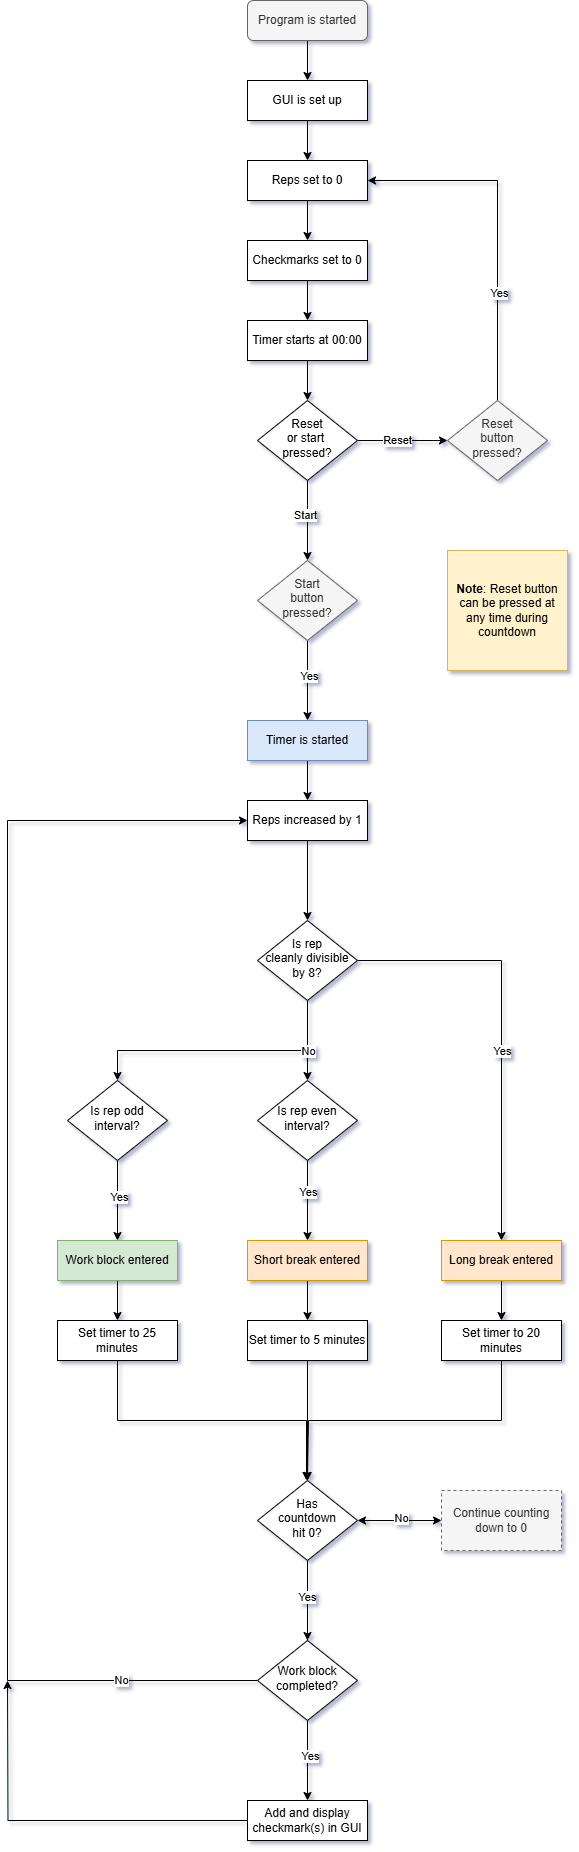 Program is started
GUI is set up
Reps set to 0
Yes
Checkmarks set to 0
Timer starts at 00:00
Reset
or start
pressed?
Reset
Reset
button
pressed?
Start
Start
button
pressed?
Note: Reset button
can be pressed at
any time during
countdown
Yes
Timer is started
Reps increased by 1
Is rep
cleanly divisible
by 8?
No
Yes
Is rep odd
interval?
Is rep even
interval?
Yes
Yes
Work block entered
Short break entered
Long break entered
Set timer to 25
minutes
Set timer to 5 minutes
Set timer to 20
minutes
Has
countdown
hit 0?
No
Continue counting
down to 0
Yes
Work block
completed?
No
Yes
Add and display
checkmark(s) in GUI